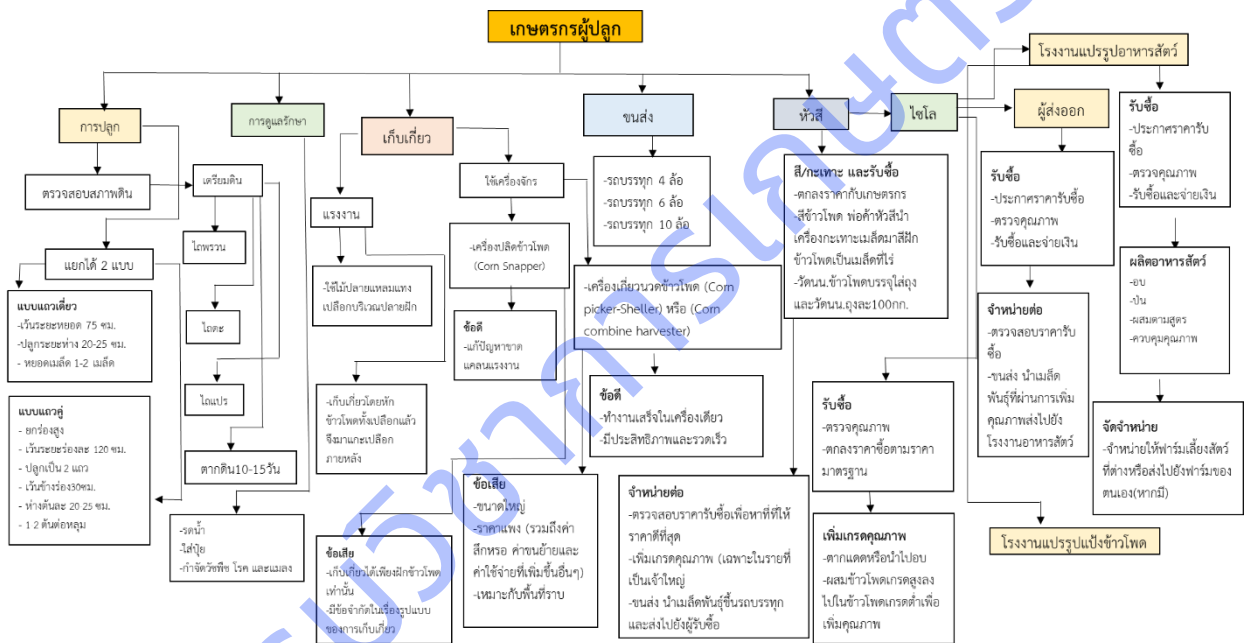 เกษตรกรผู้ปลูก
โรงงานแปรรูปอาหารสัตว์
การปลูก
การดูแลรักษา
เก็บเกี่ยว
ขนส่ง
หัวสี
ไซโล
ผู้ส่งออก
รับซื้อ
-ประกาศราคารับ
ซื้อ
-ตรวจคุณภาพ
-รับซื้อและจ่ายเงิน
ตรวจสอบสภาพดิน
เตรียมดิน
แรงงาน
ใช้เครื่องจักร
-รถบรรทุก 4 ล้อ
-รถบรรทุก 6 ล้อ
-รถบรรทุก 10 ล้อ
สี/กะเทาะ และรับซื้อ
-ตกลงราคากับเกษตรกร
-สีข้าวโพด พ่อค้าหัวสีนำ
เครื่องกะเทาะเมล็ดมาสีฝัก
ข้าวโพดเป็นเมล็ดที่ไร่
-วัดนน.ข้าวโพดบรรจุใส่ถุง
และวัดนน.ถุงละ100กก.
รับซื้อ
-ประกาศราคารับซื้อ
-ตรวจคุณภาพ
-รับซื้อและจ่ายเงิน
ไถพรวน
แยกได้ 2 แบบ
-ใช้ไม้ปลายแหลมแทง
เปลือกบริเวณปลายฝัก
-เครื่องปลิดข้าวโพด
(Corn Snapper)
-เครื่องเกี่ยวนวดข้าวโพด (Corn
picker-Sheller) หรือ (Corn
combine harvester)
ผลิตอาหารสัตว์
-อบ
-ป่น
-ผสมตามสูตร
-ควบคุมคุณภาพ
แบบแถวเดี่ยว
-เว้นระยะหยอด 75 ซม.
-ปลูกระยะห่าง 20-25 ซม.
- หยอดเมล็ด 1-2 เมล็ด
ไถดะ
ข้อดี
-แก้ปัญหาขาด
แคลนแรงงาน
จำหน่ายต่อ
-ตรวจสอบราคารับ
ซื้อ
-ขนส่ง นำเมล็ด
พันธุ์ที่ผ่านการเพิ่ม
คุณภาพส่งไปยัง
โรงงานอาหารสัตว์
ไถแปร
-เก็บเกี่ยวโดยหัก
ข้าวโพดทั้งเปลือกแล้ว
จึงมาแกะเปลือก
ภายหลัง
ข้อดี
-ทำงานเสร็จในเครื่องเดียว
-มีประสิทธิภาพและรวดเร็ว
รับซื้อ
-ตรวจคุณภาพ
-ตกลงราคาซื้อตามราคา
มาตรฐาน
จัดจำหน่าย
-จำหน่ายให้ฟาร์มเลี้ยงสัตว์
ที่ต่างหรือส่งไปยังฟาร์มของ
ตนเอง(หากมี)
แบบแถวคู่
- ยกร่องสูง
- เว้นระยะร่องละ 120 ซม.
- ปลูกเป็น 2 แถว
- เว้นข้างร่อง30ซม.
- ห่างต้นละ 20 25 ซม.
- 1 2 ต้นต่อหลุม
ตากดิน10-15วัน
-รดน้ำ
-ใส่ปุ๋ย
-กำจัดวัชพืช โรค และแมลง
ข้อเสีย
-เก็บเกี่ยวได้เพียงฝักข้าวโพด
เท่านั้น
-มีข้อจำกัดในเรื่องรูปแบบ
ของการเก็บเกี่ยว
ข้อเสีย
-ขนาดใหญ่
-ราคาแพง (รวมถึงค่า
สึกหรอ ค่าขนย้ายและ
ค่าใช้จ่ายที่เพิ่มขึ้นอื่นๆ)
-เหมาะกับพื้นที่ราบ
จำหน่ายต่อ
-ตรวจสอบราคารับซื้อเพื่อหาที่ที่ให้
ราคาดีที่สุด
-เพิ่มเกรดคุณภาพ (เฉพาะในรายที่
เป็นเจ้าใหญ่
-ขนส่ง นำเมล็ดพันธุ์ขึ้นรถบรรทุก
และส่งไปยังผู้รับซื้อ
เพิ่มเกรดคุณภาพ
-ตากแดดหรือนำไปอบ
-ผสมข้าวโพดเกรดสูงลง
ไปในข้าวโพดเกรดต่ำเพื่อ
เพิ่มคุณภาพ
โรงงานแปรรูปแป้งข้าวโพด